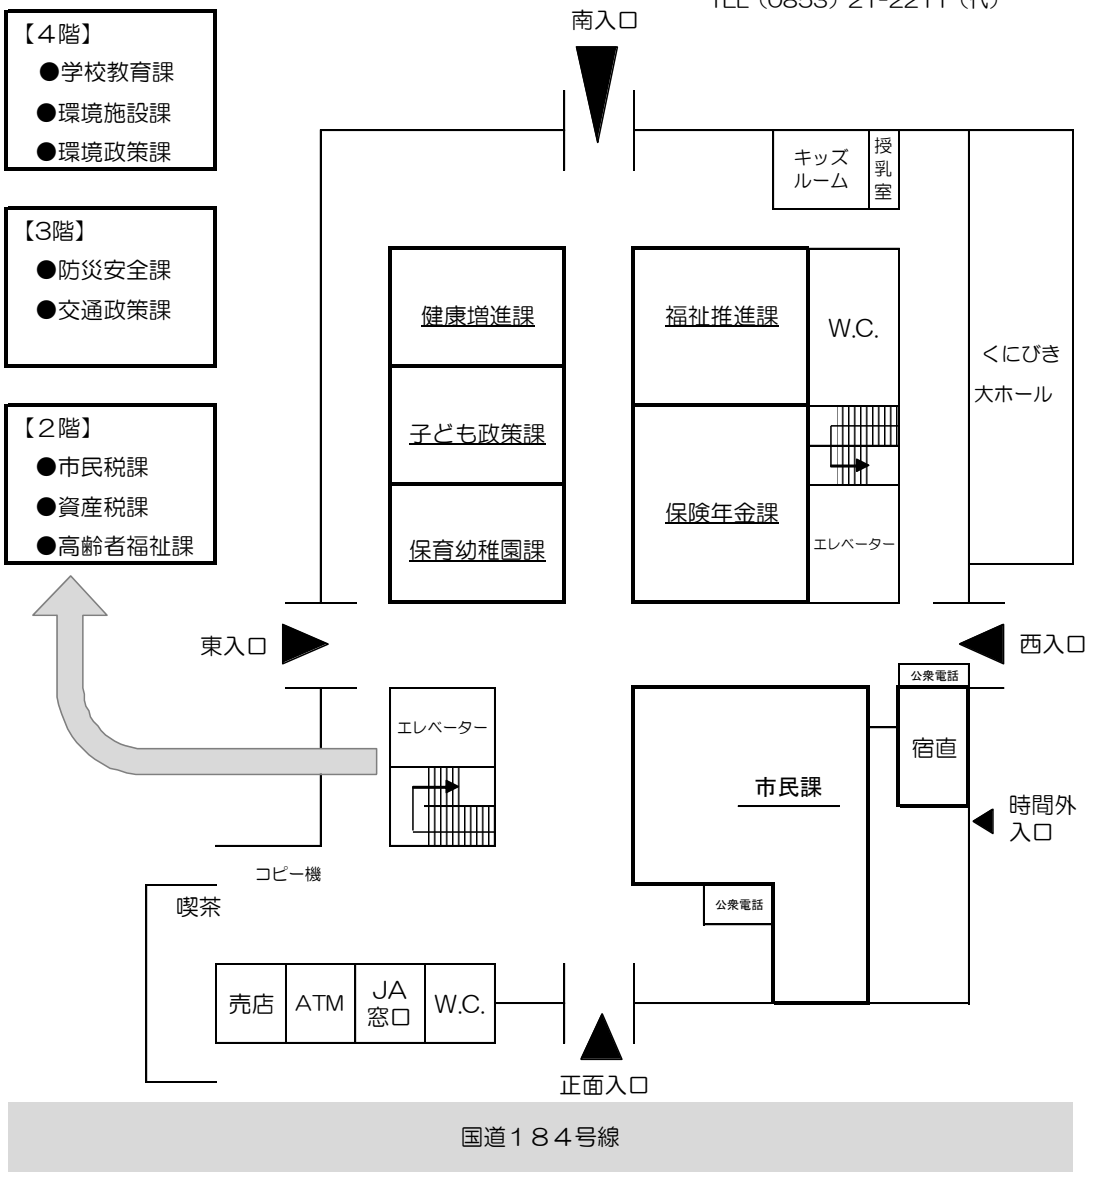 TEL（0853）21-2211（代）
南入口
【４階】
●学校教育課
●環境施設課
●環境政策課
キッズ
ルーム
授
乳
室
【3階】
●防災安全課
●交通政策課
健康増進課
福祉推進課
W.C.
くにびき
大ホール
【２階】
●市民税課
●資産税課
●高齢者福祉課
子ども政策課
保育幼稚園課
保険年金課
エレベーター
東入口
西入口
公衆電話
エレベーター
宿直
市民課
時間外
入口
コピー機
喫茶
公衆電話
売店
ATM
JA
窓口
W.C.
正面入口
国道１８４号線